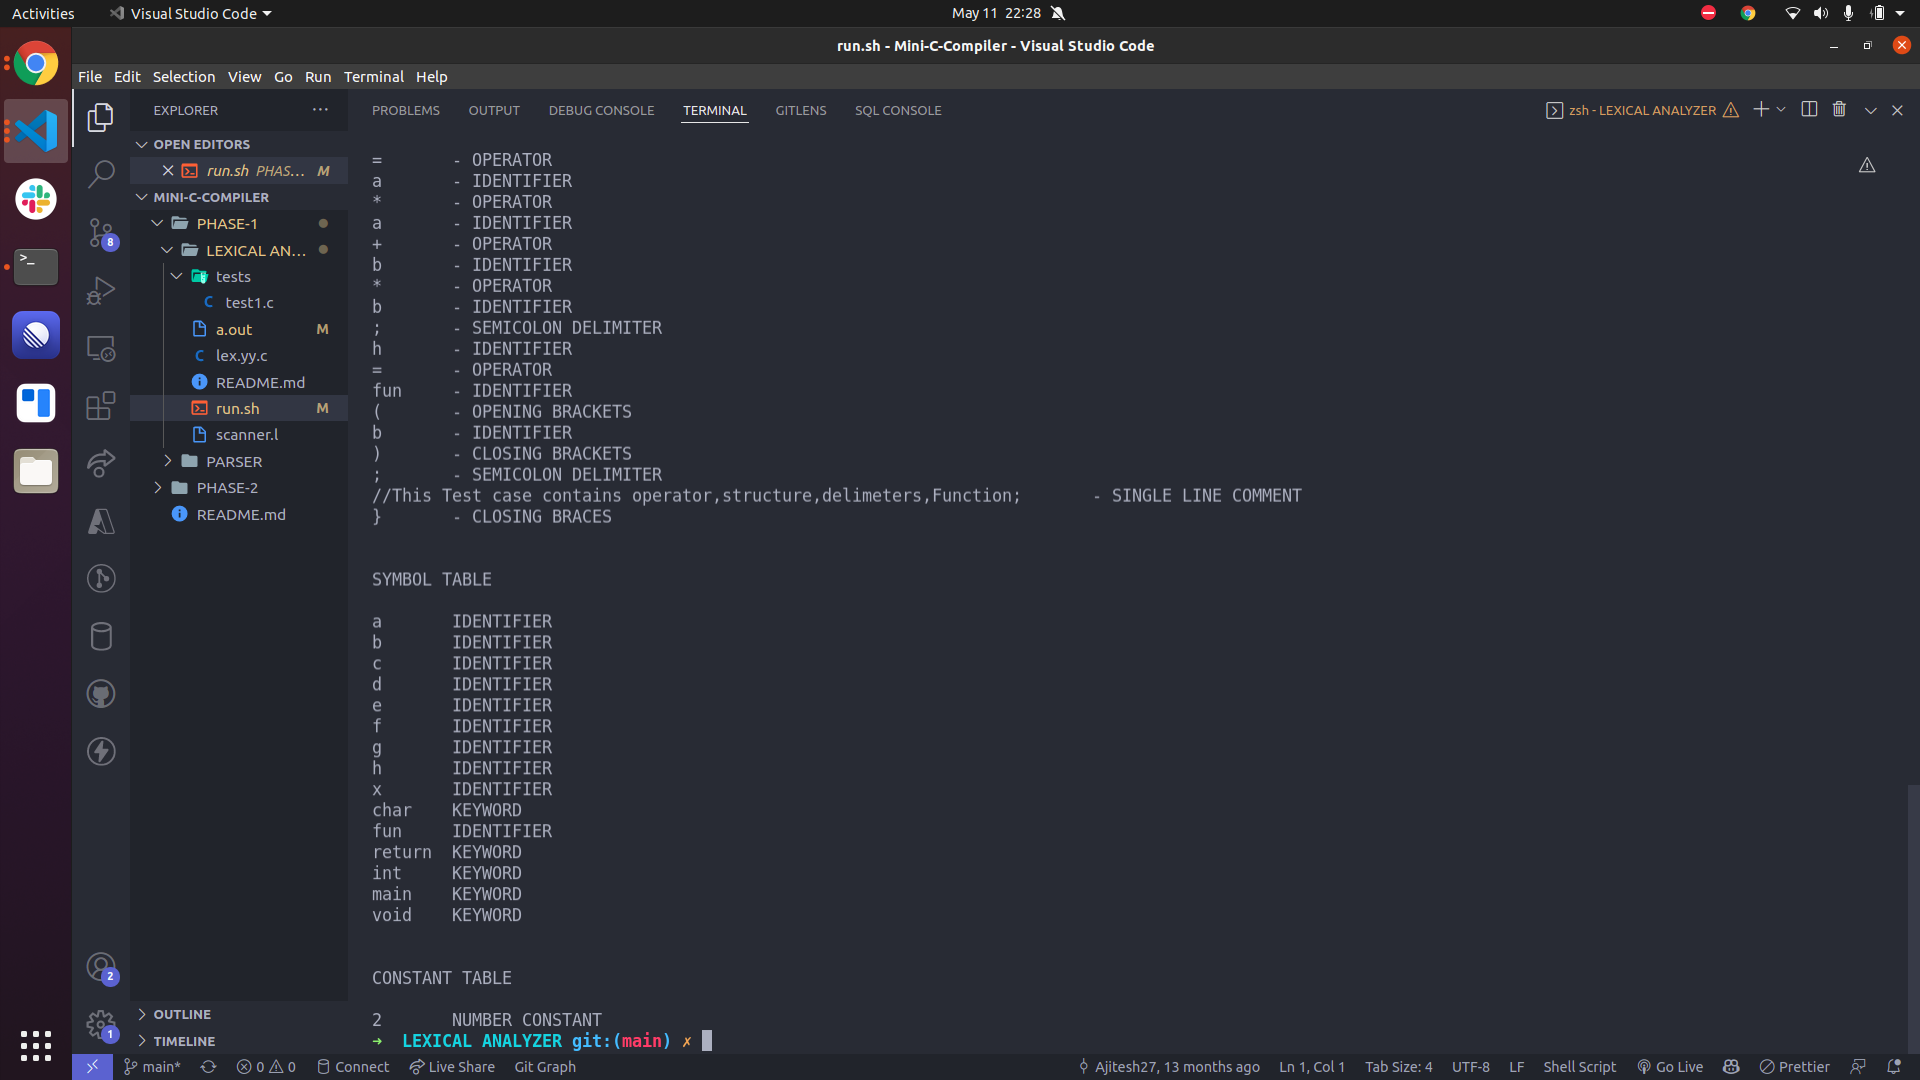 Activities
Visual Studio Code
May 11 22:28
run.sh - Mini-C-Compiler - Visual Studio Code
File Edit Selection View Go Run Terminal Help
EXPLORER ···
OPEN EDITORS
run.sh PHAS... M
MINI-C-COMPILER
PHASE-1
LEXICAL AN...
tests
C test1.c
a.out M
C lex.yy.c
README.md
run.sh M
scanner.l
PARSER
PHASE-2
README.md
OUTLINE
TIMELINE
8
2
1
PROBLEMS OUTPUT DEBUG CONSOLE TERMINAL GITLENS SQL CONSOLE
zsh - LEXICAL ANALYZER
= - OPERATOR
a - IDENTIFIER
* - OPERATOR
a - IDENTIFIER
+ - OPERATOR
b - IDENTIFIER
* - OPERATOR
b - IDENTIFIER
; - SEMICOLON DELIMITER
h - IDENTIFIER
= - OPERATOR
fun - IDENTIFIER
( - OPENING BRACKETS
b - IDENTIFIER
) - CLOSING BRACKETS
; - SEMICOLON DELIMITER
//This Test case contains operator,structure,delimeters,Function; - SINGLE LINE COMMENT
} - CLOSING BRACES
SYMBOL TABLE
a IDENTIFIER
b IDENTIFIER
c IDENTIFIER
d IDENTIFIER
e IDENTIFIER
f IDENTIFIER
g IDENTIFIER
h IDENTIFIER
x IDENTIFIER
char KEYWORD
fun IDENTIFIER
return KEYWORD
int KEYWORD
main KEYWORD
void KEYWORD
CONSTANT TABLE
2 NUMBER CONSTANT
➜ LEXICAL ANALYZER git:(main) ✗
main* 0 0 Connect Live Share Git Graph
Ajitesh27, 13 months ago Ln 1, Col 1 Tab Size: 4 UTF-8 LF Shell Script Go Live Prettier